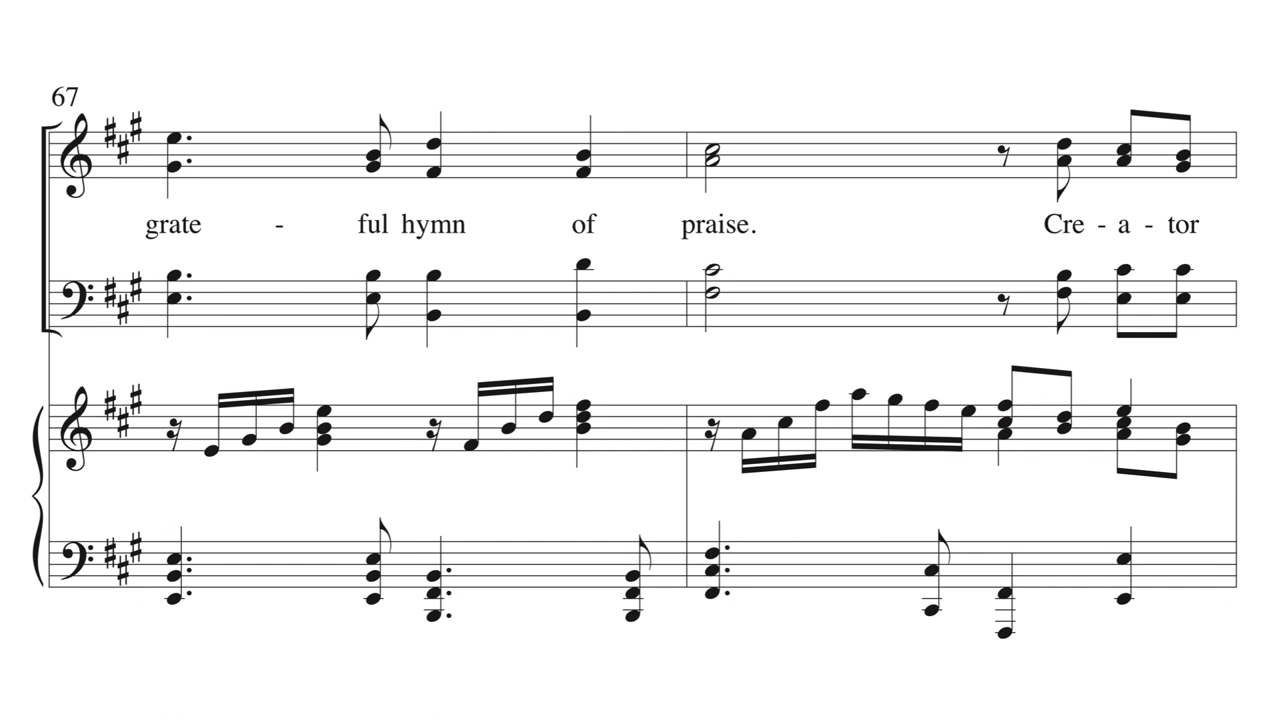 67
grate - ful hymn of praise. Cre - a - tor